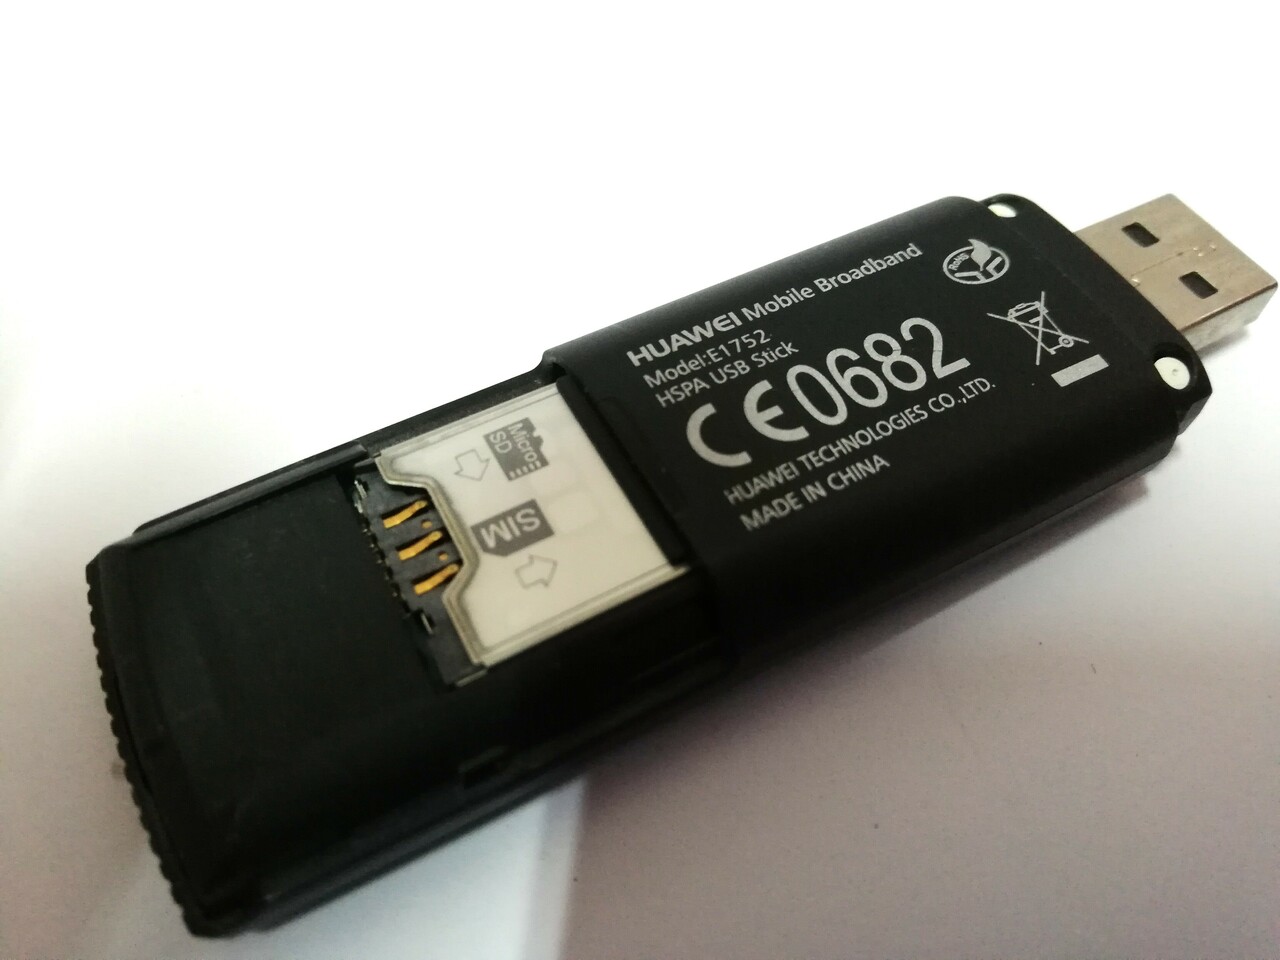 HUAWEI Mobile Broadband
Model:E1752
HSPA USB Stick
CE0682
HUAWEI TECHNOLOGIES CO.,LTD.
MADE IN CHINA
RoHS
Micro
SD
SIM